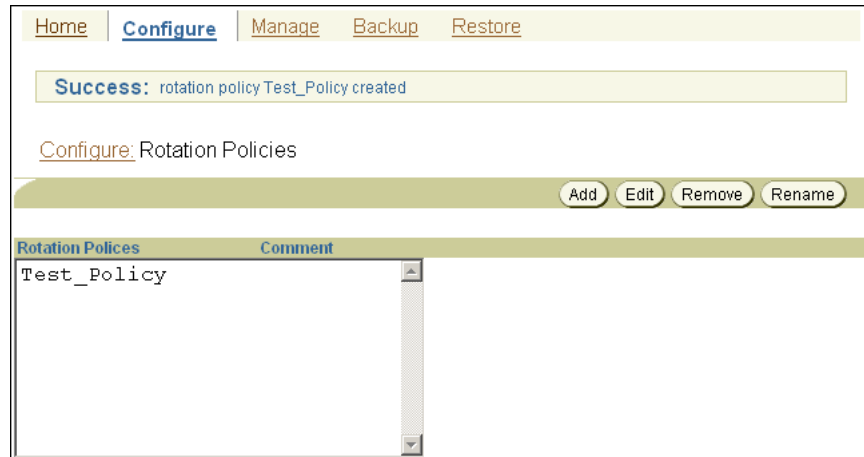 Home Configure Manage Backup Restore
Success: rotation policy Test_Policy created
Configure: Rotation Policies
Add Edit Remove Rename
Rotation Polices Comment
Test_Policy